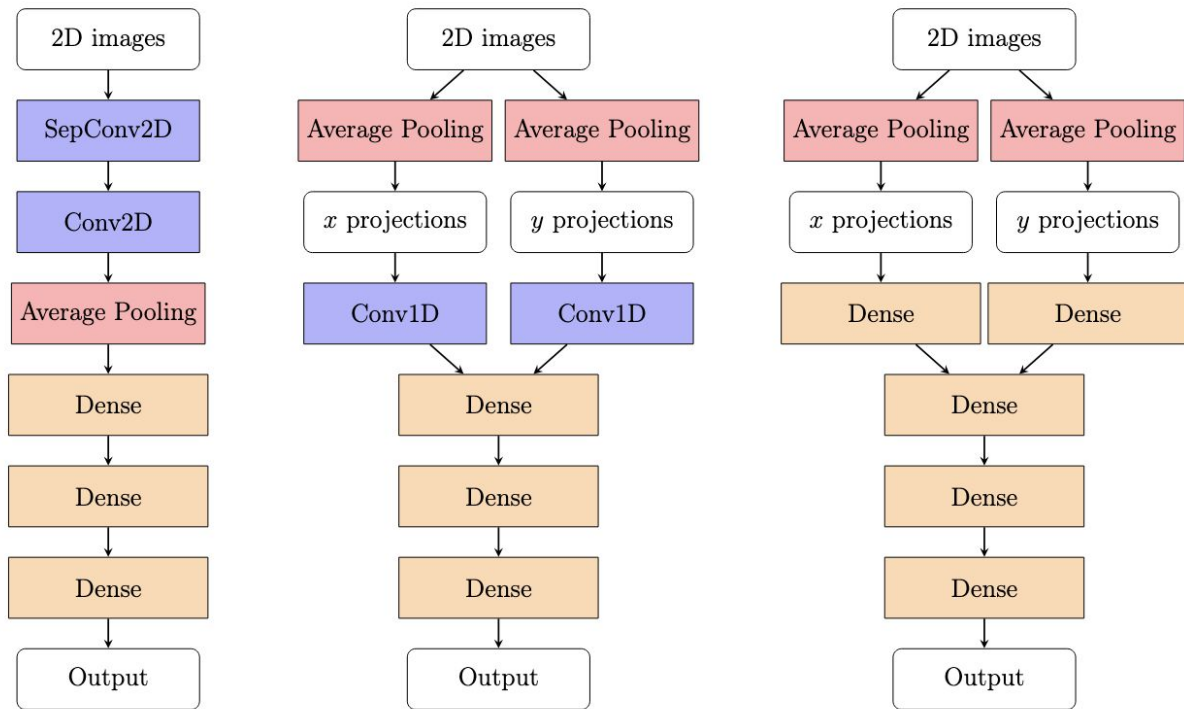 2D images
SepConv2D
Conv2D
Average Pooling
Dense
Dense
Dense
Output
2D images
Average Pooling
Average Pooling
x projections
y projections
Conv1D
Conv1D
Dense
Dense
Dense
Output
2D images
Average Pooling
Average Pooling
x projections
y projections
Dense
Dense
Dense
Dense
Dense
Output